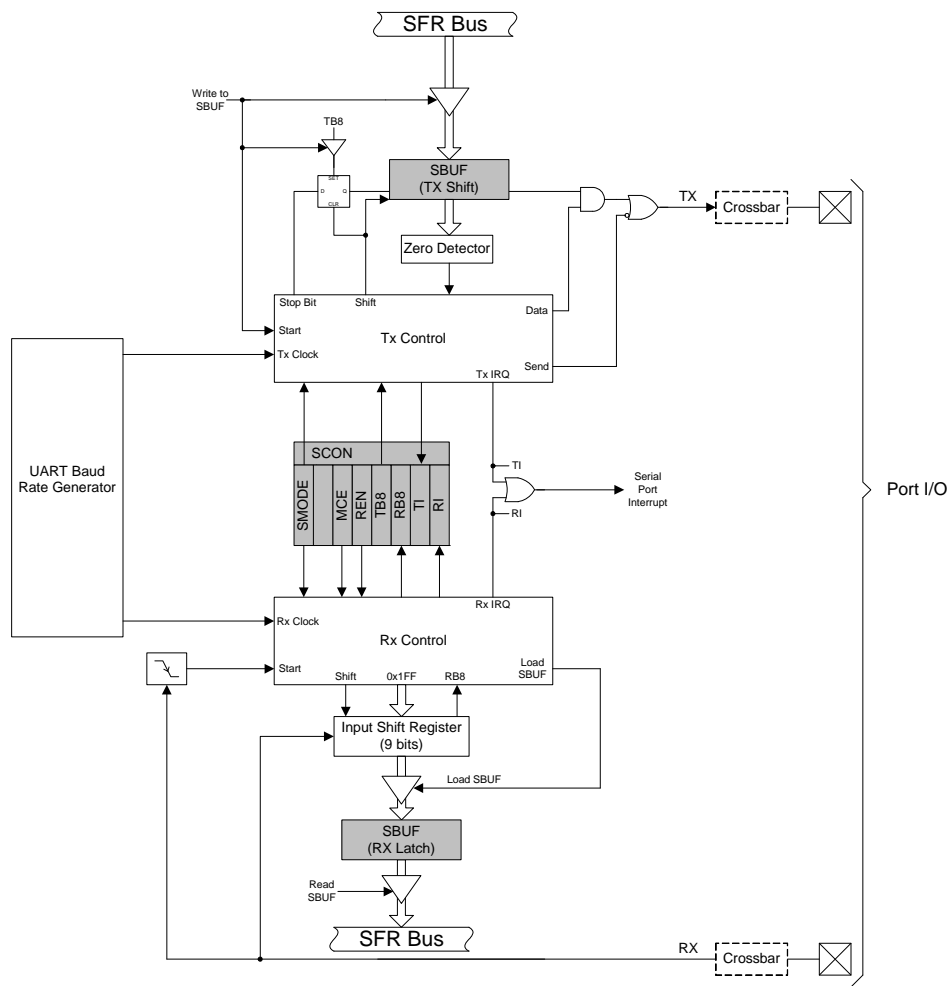 SFR Bus
Write to
SBUF
TB8
SET
D
Q
CLR
SBUF
(TX Shift)
TX
Crossbar
Zero Detector
Stop Bit
Shift
Data
Start
Tx Control
Tx Clock
Send
Tx IRQ
UART Baud
Rate Generator
SCON
SMODE
MCE
REN
TB8
RB8
TI
RI
TI
RI
Serial
Port
Interrupt
Port I/O
Rx IRQ
Rx Clock
Rx Control
Start
Load
SBUF
Shift
0x1FF
RB8
Input Shift Register
(9 bits)
Load SBUF
SBUF
(RX Latch)
Read
SBUF
SFR Bus
RX
Crossbar